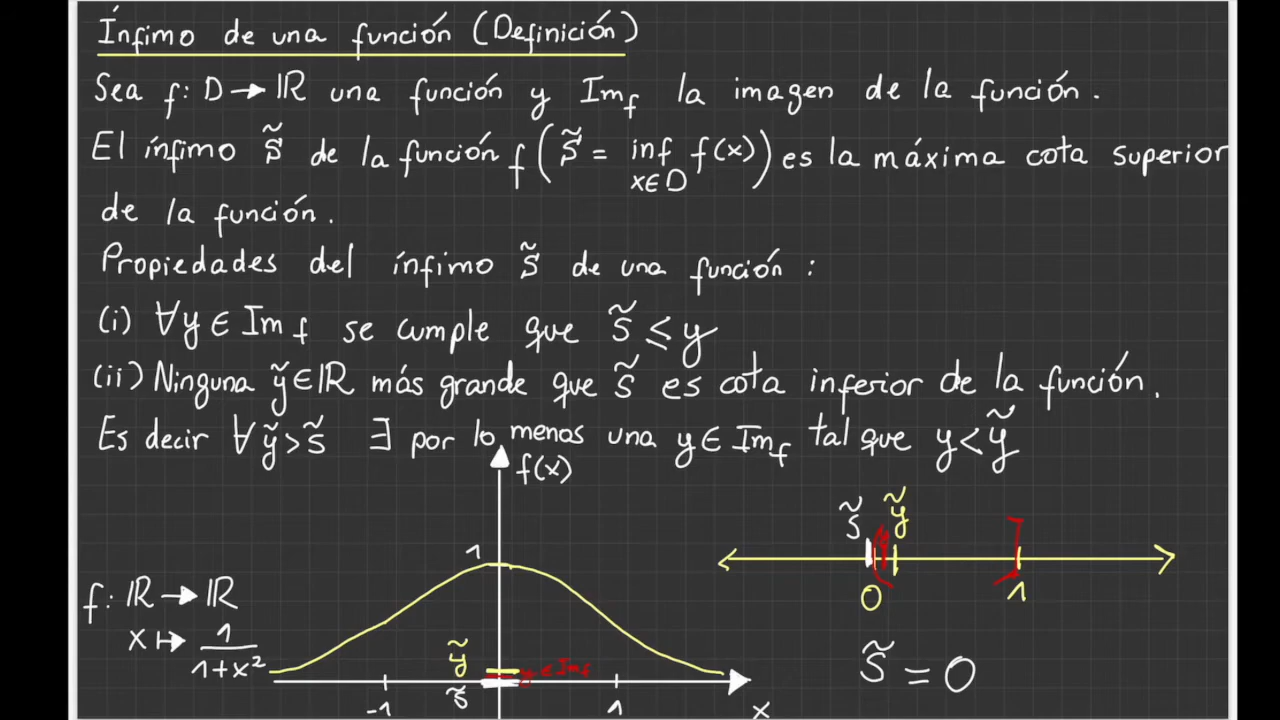 Ínfimo de una función (Definición)
Sea f: D → ℝ una función y Im_f la imagen de la función.
El ínfimo s̃ de la función f (s̃ = inf f(x)) es la máxima cota superior
x∈D
de la función.
Propiedades del ínfimo s̃ de una función:
(i) ∀y ∈ Im_f se cumple que s̃ ≤ y
(ii) Ninguna ỹ ∈ ℝ más grande que s̃ es cota inferior de la función.
Es decir ∀ỹ > s̃ ∃ por lo menos una y ∈ Im_f tal que y < ỹ
f(x)
1
s̃ ỹ
0 1
f: ℝ → ℝ
x ↦ 1/(1+x²)
ỹ
y ∈ Im_f
s̃
-1 1 x
s̃ = 0